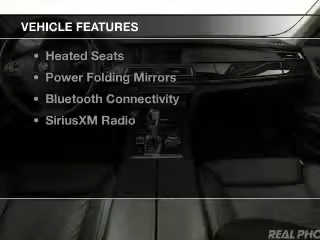 VEHICLE FEATURES
• Heated Seats
• Power Folding Mirrors
• Bluetooth Connectivity
• SiriusXM Radio
REAL PHO